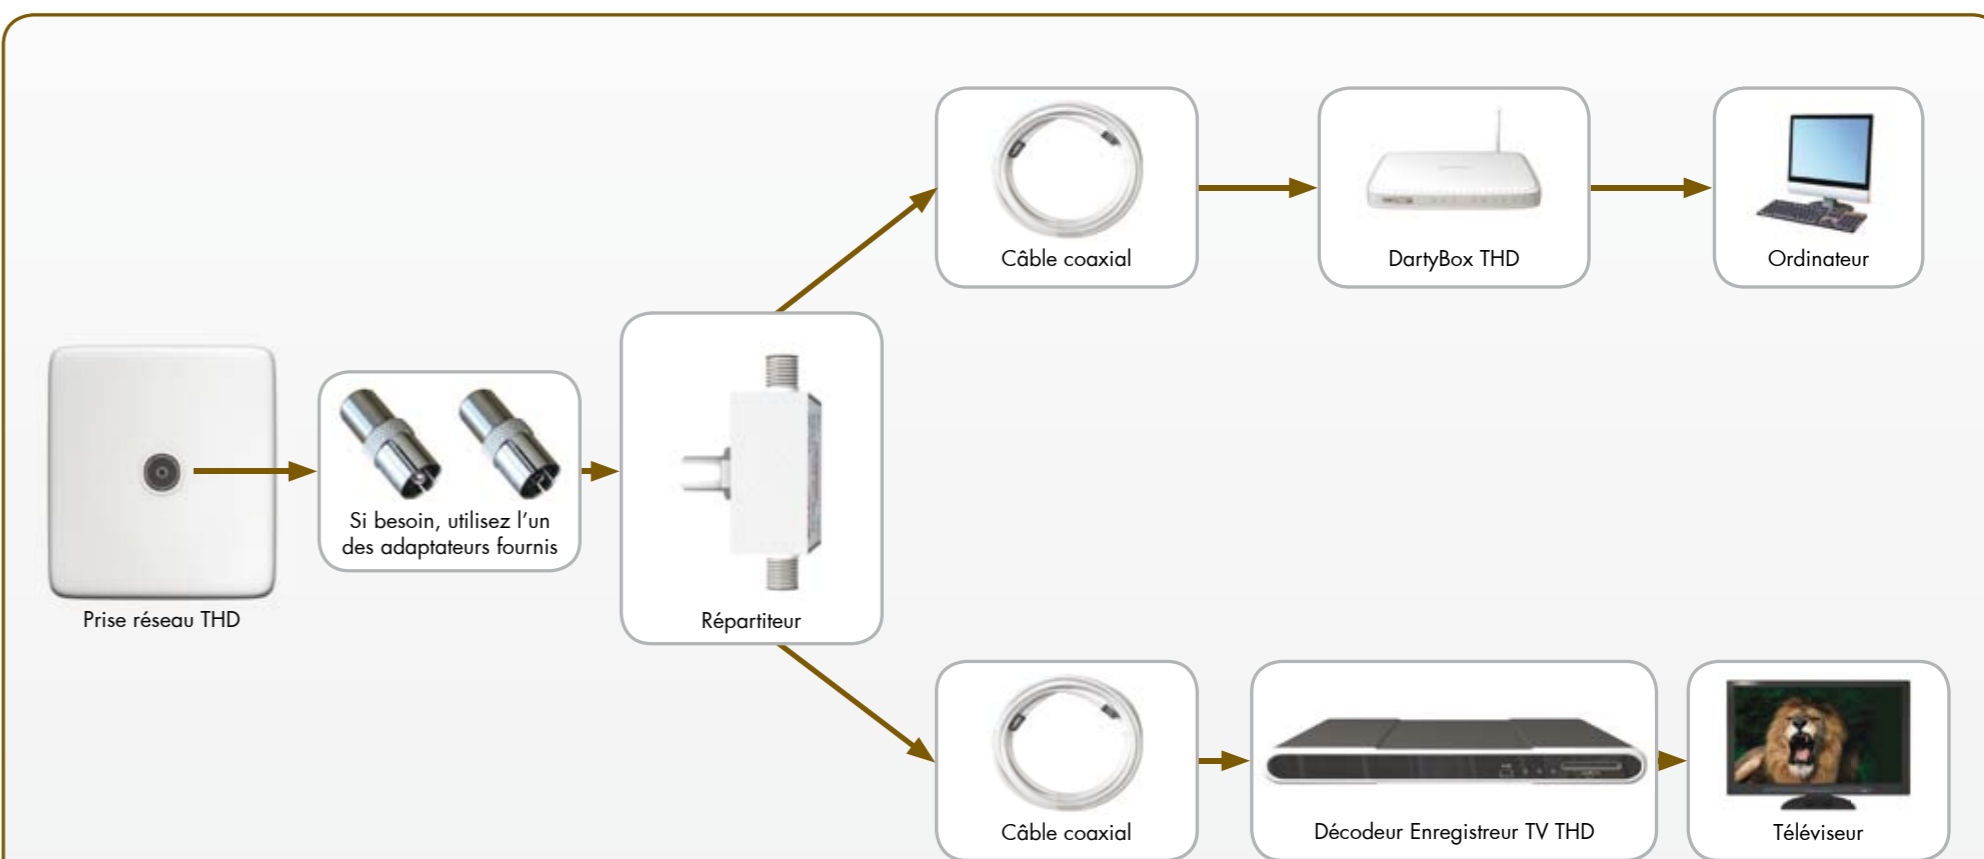 Câble coaxial
DartyBox THD
Ordinateur
Si besoin, utilisez l’un
des adaptateurs fournis
Prise réseau THD
Répartiteur
Câble coaxial
Décodeur Enregistreur TV THD
Téléviseur